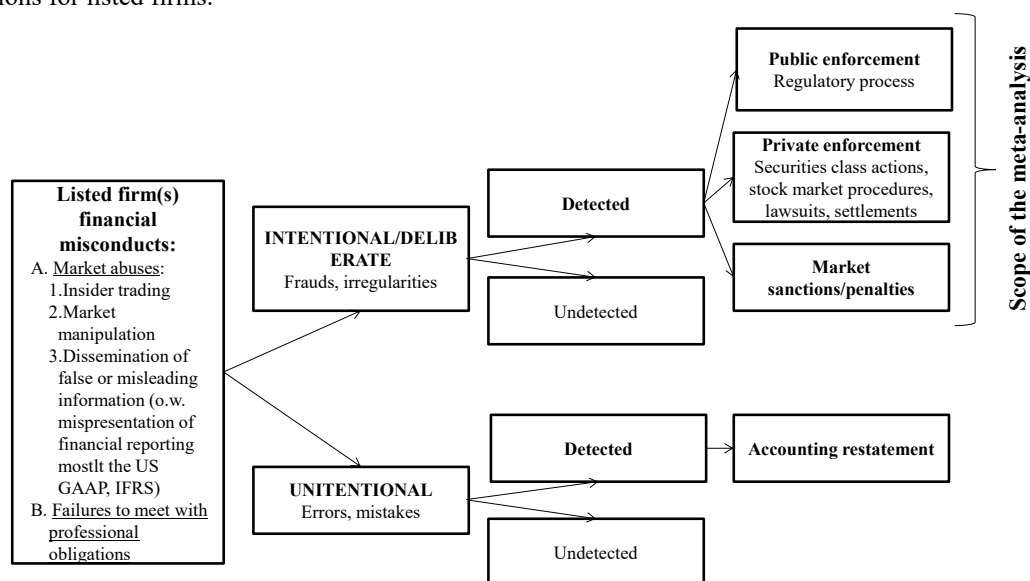 ons for listed firms.
Listed firm(s)
financial
misconducts:
A. Market abuses:
1.Insider trading
2.Market
manipulation
3.Dissemination of
false or misleading
information (o.w.
mispresentation of
financial reporting
mostlt the US
GAAP, IFRS)
B. Failures to meet with
professional
obligations
INTENTIONAL/DELIB
ERATE
Frauds, irregularities
UNITENTIONAL
Errors, mistakes
Detected
Undetected
Detected
Undetected
Public enforcement
Regulatory process
Private enforcement
Securities class actions,
stock market procedures,
lawsuits, settlements
Market
sanctions/penalties
Accounting restatement
Scope of the meta-analysis